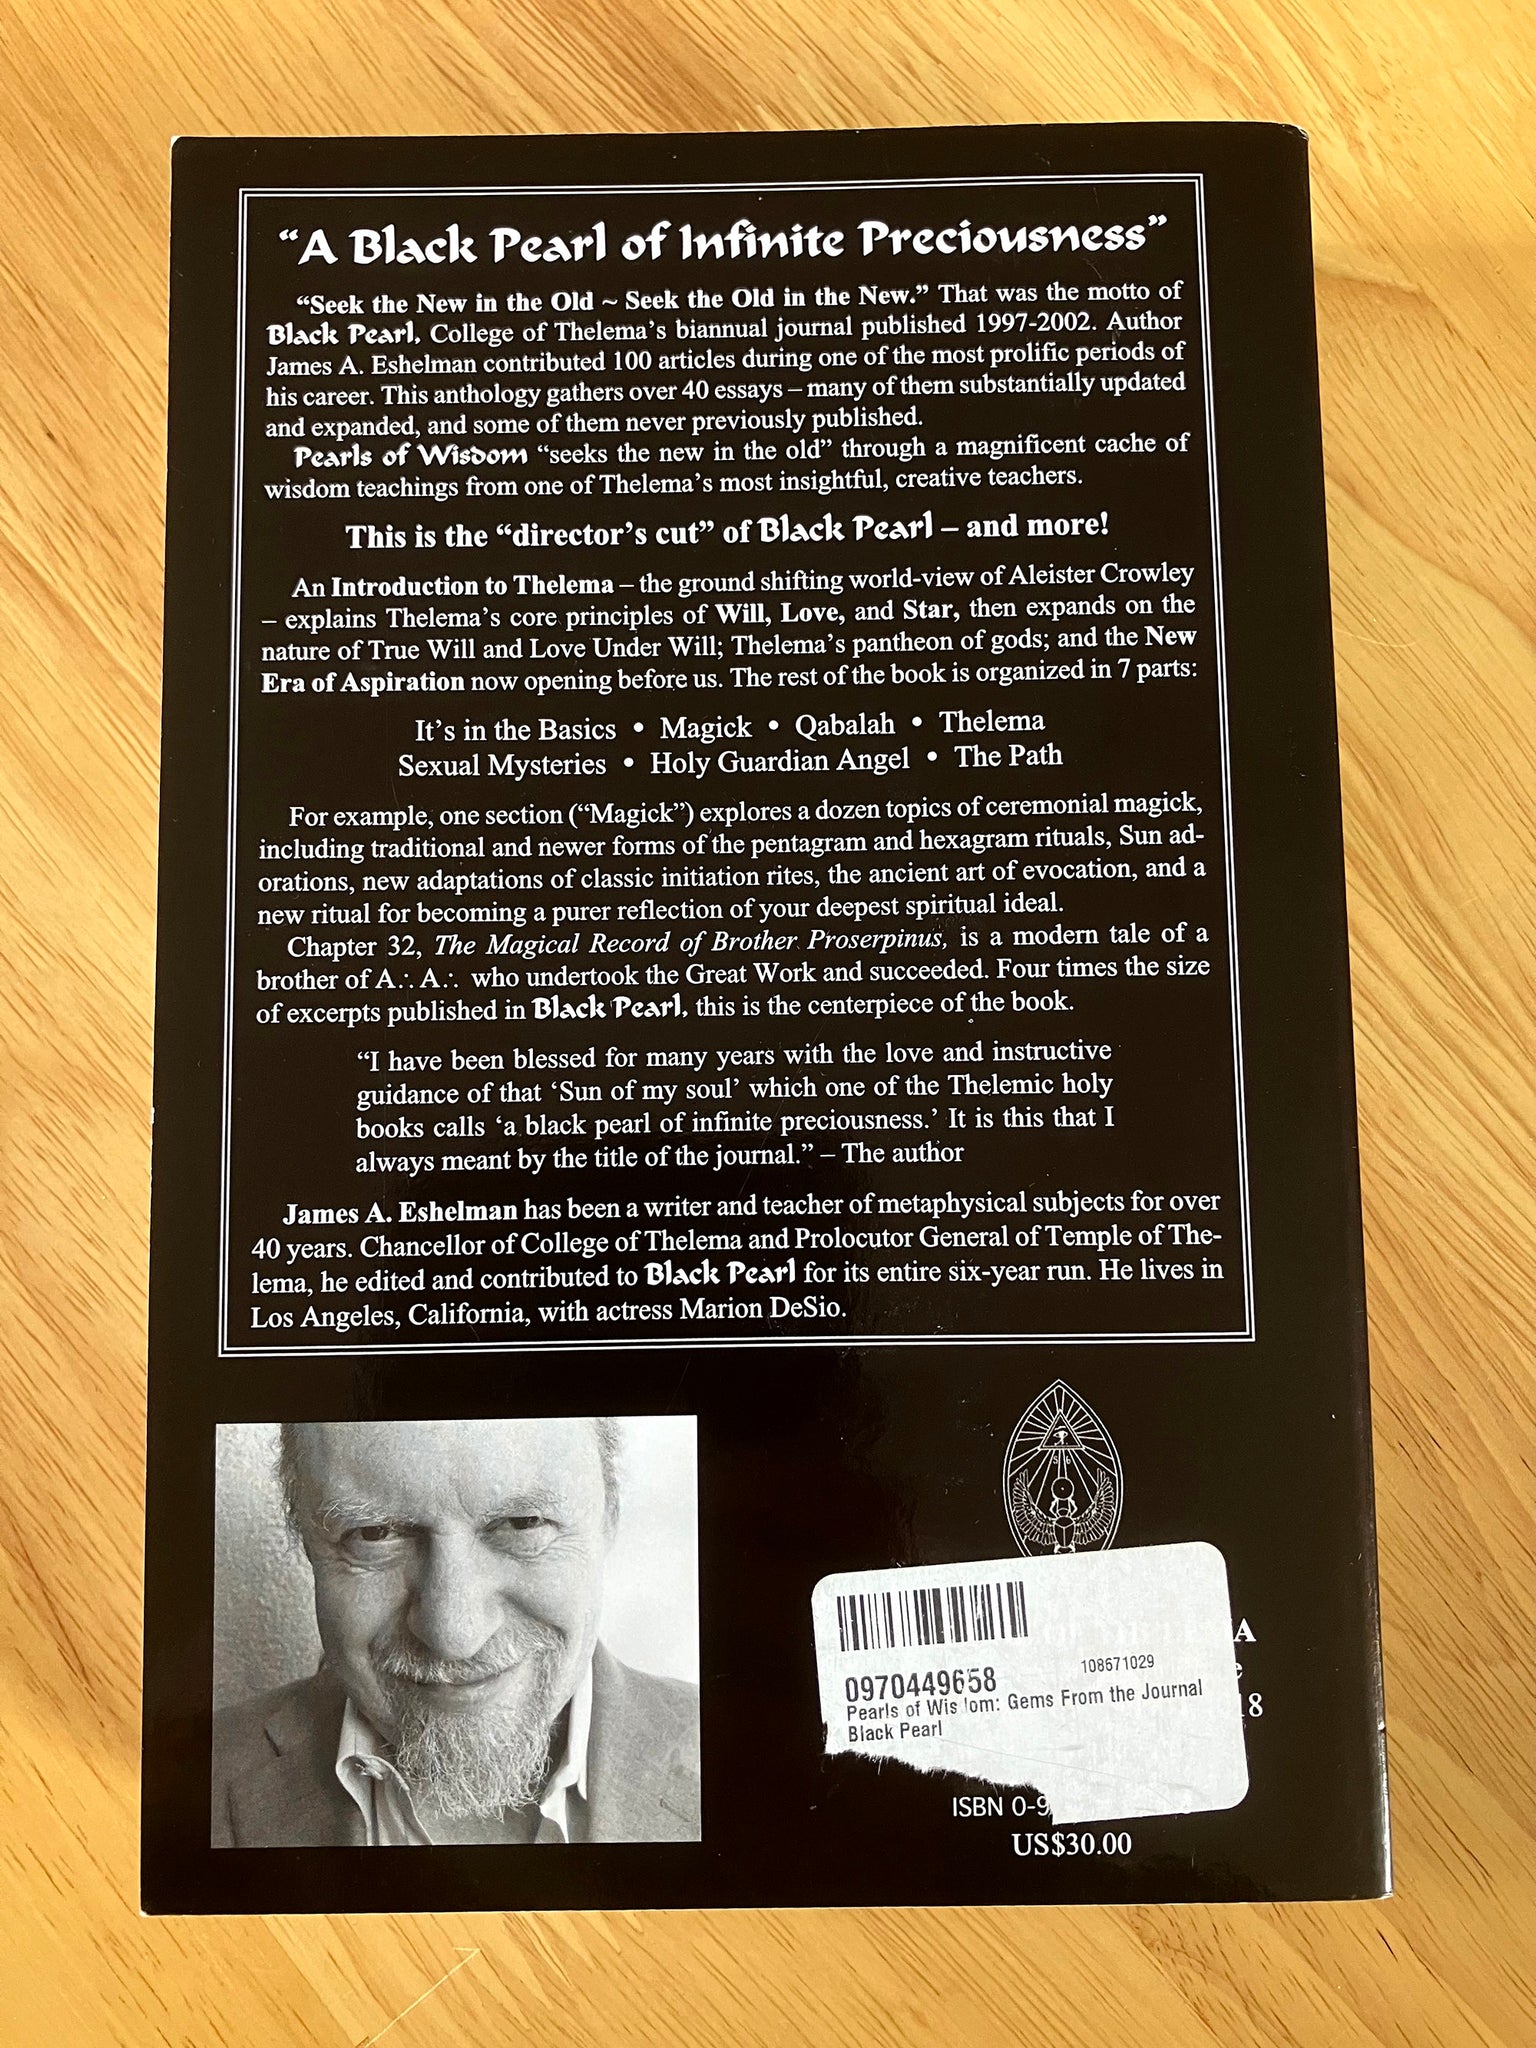 “A Black Pearl of Infinite Preciousness”
“Seek the New in the Old ~ Seek the Old in the New.” That was the motto of
Black Pearl, College of Thelema’s biannual journal published 1997-2002. Author
James A. Eshelman contributed 100 articles during one of the most prolific periods of
his career. This anthology gathers over 40 essays – many of them substantially updated
and expanded, and some of them never previously published.
Pearls of Wisdom “seeks the new in the old” through a magnificent cache of
wisdom teachings from one of Thelema’s most insightful, creative teachers.
This is the “director’s cut” of Black Pearl – and more!
An Introduction to Thelema – the ground shifting world-view of Aleister Crowley
– explains Thelema’s core principles of Will, Love, and Star, then expands on the
nature of True Will and Love Under Will; Thelema’s pantheon of gods; and the New
Era of Aspiration now opening before us. The rest of the book is organized in 7 parts:
It’s in the Basics • Magick • Qabalah • Thelema
Sexual Mysteries • Holy Guardian Angel • The Path
For example, one section (“Magick”) explores a dozen topics of ceremonial magick,
including traditional and newer forms of the pentagram and hexagram rituals, Sun ad-
orations, new adaptations of classic initiation rites, the ancient art of evocation, and a
new ritual for becoming a purer reflection of your deepest spiritual ideal.
Chapter 32, The Magical Record of Brother Proserpinus, is a modern tale of a
brother of A∴A∴ who undertook the Great Work and succeeded. Four times the size
of excerpts published in Black Pearl, this is the centerpiece of the book.
“I have been blessed for many years with the love and instructive
guidance of that ‘Sun of my soul’ which one of the Thelemic holy
books calls ‘a black pearl of infinite preciousness.’ It is this that I
always meant by the title of the journal.” – The author
James A. Eshelman has been a writer and teacher of metaphysical subjects for over
40 years. Chancellor of College of Thelema and Prolocutor General of Temple of The-
lema, he edited and contributed to Black Pearl for its entire six-year run. He lives in
Los Angeles, California, with actress Marion DeSio.
0970449658 108671029
Pearls of Wisdom: Gems From the Journal
Black Pearl
ISBN 0-9
US$30.00